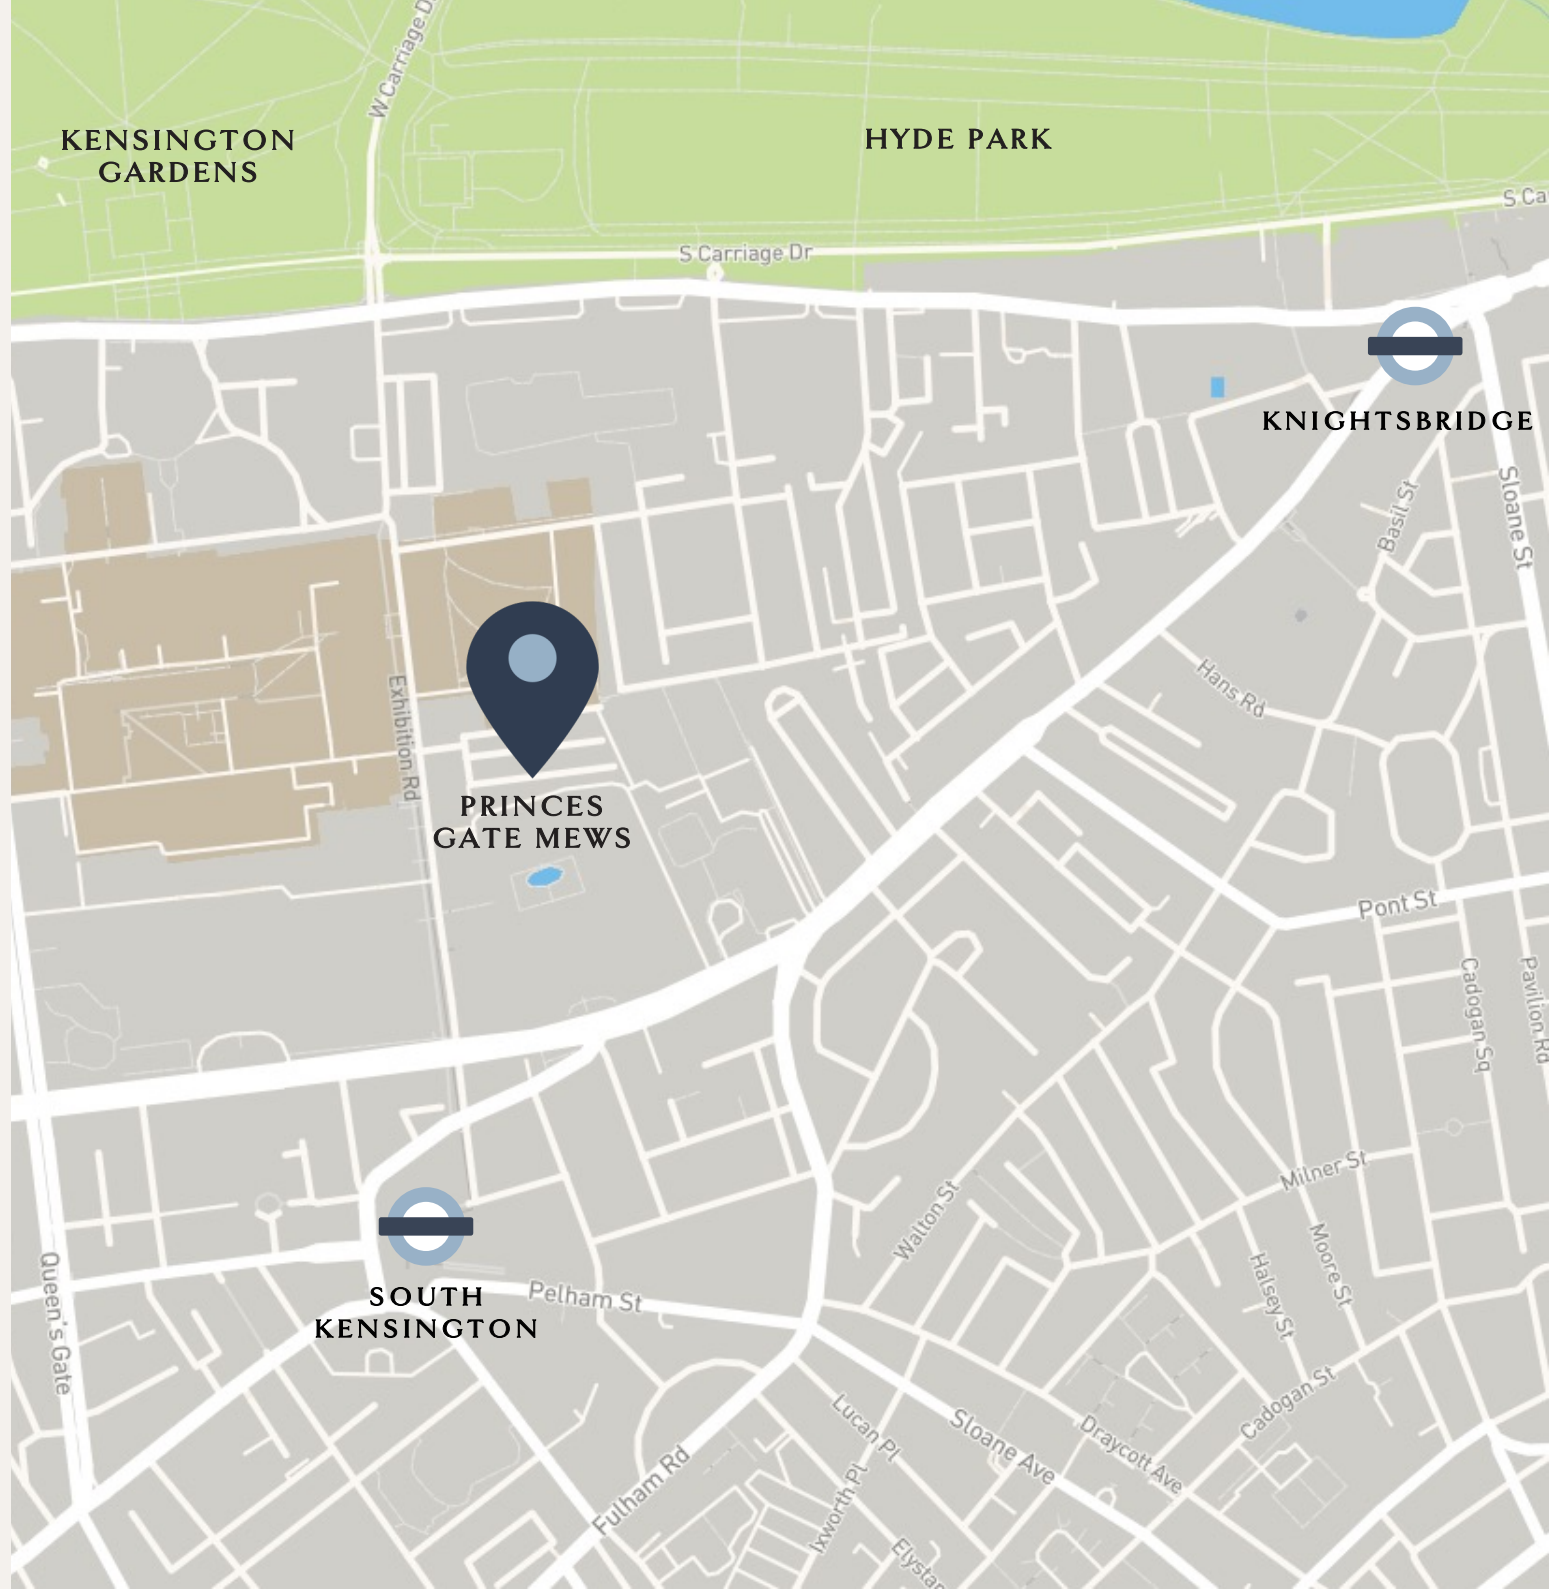 W Carriage D
KENSINGTON
GARDENS
HYDE PARK
S Ca
S Carriage Dr
KNIGHTSBRIDGE
Sloane St
Basil St
Hans Rd
Exhibition Rd
PRINCES
GATE MEWS
Pont St
Cadogan Sq
Pavilion Rd
Milner St
Walton St
Moore St
Halsey St
Queen's Gate
SOUTH
KENSINGTON
Pelham St
Cadogan St
Lucan Pl
Sloane Ave
Draycott Ave
Fulham Rd
Ixworth Pl
Elystan